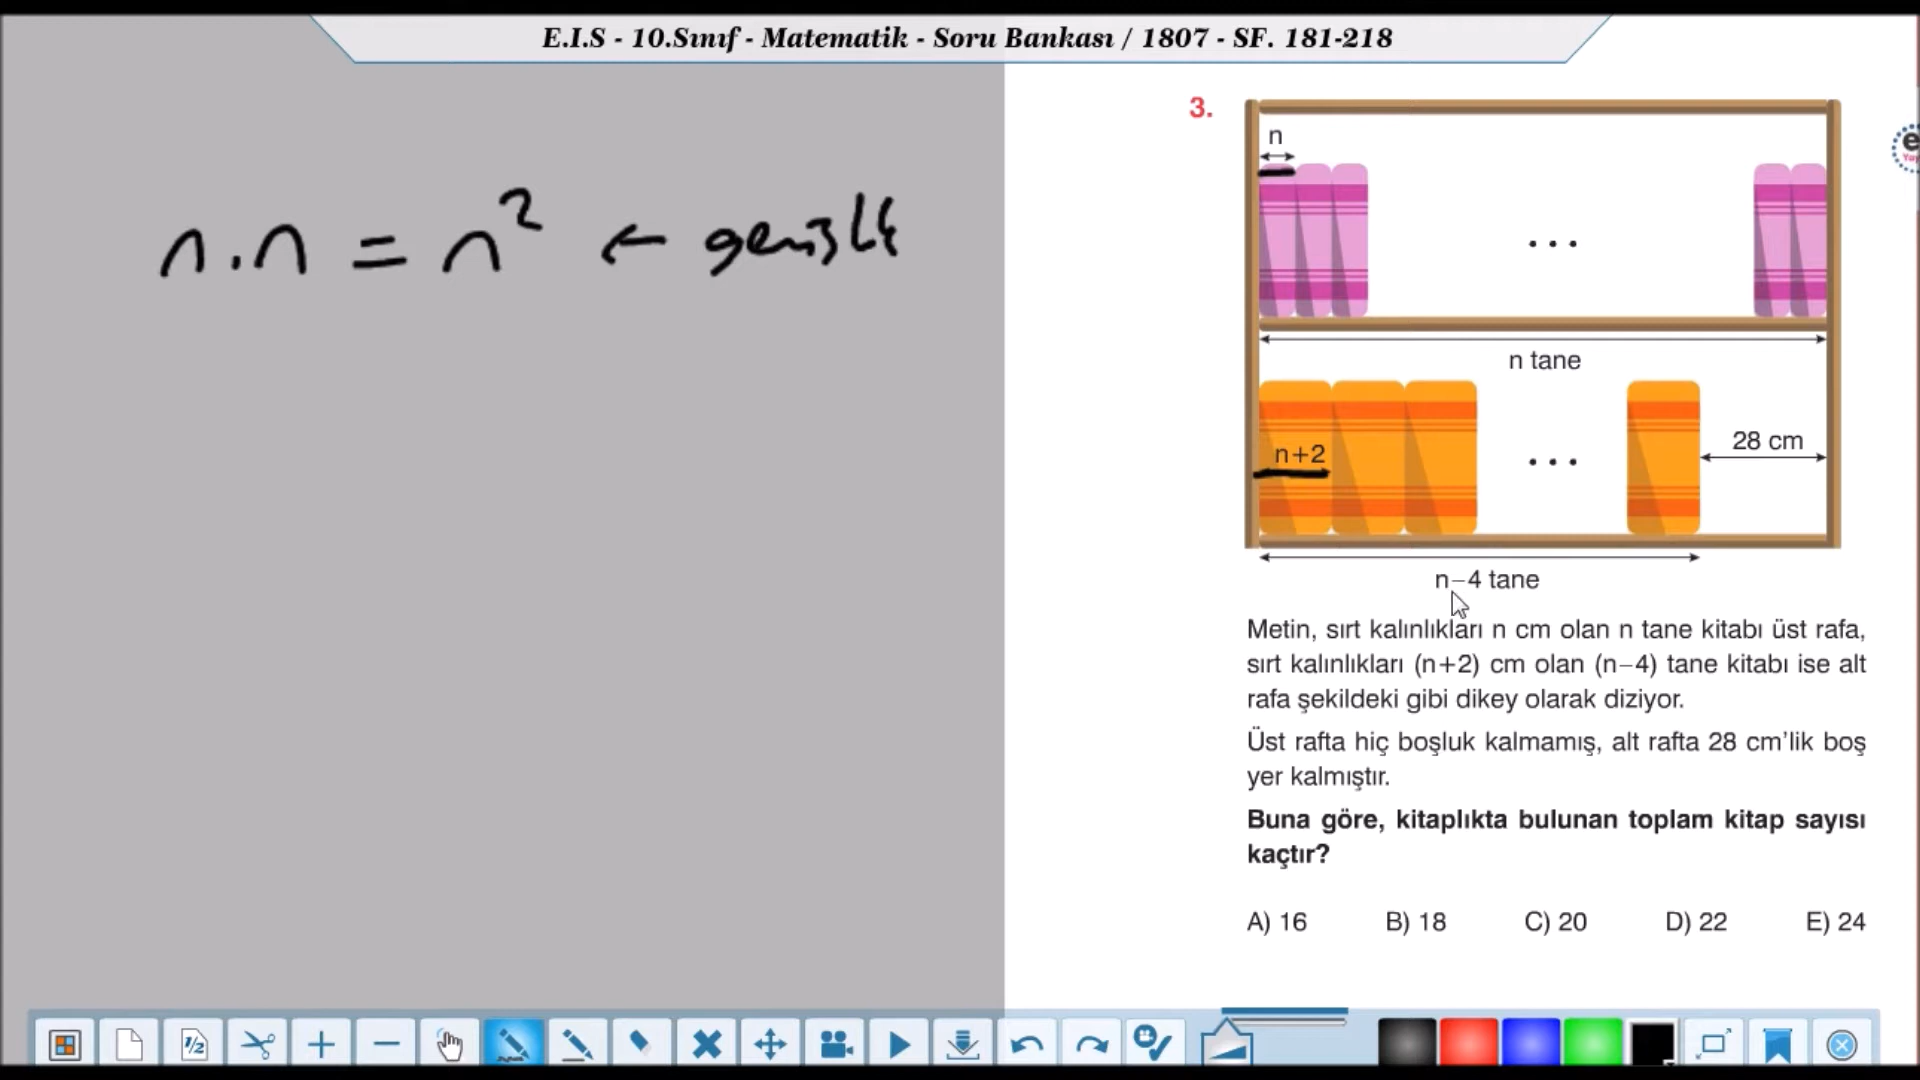 E.I.S - 10.Sınıf - Matematik - Soru Bankası / 1807 - SF. 181-218
n.n = n² ← genişlik
3.
n
...
n tane
n+2
...
28 cm
n−4 tane
Metin, sırt kalınlıkları n cm olan n tane kitabı üst rafa,
sırt kalınlıkları (n+2) cm olan (n−4) tane kitabı ise alt
rafa şekildeki gibi dikey olarak diziyor.
Üst rafta hiç boşluk kalmamış, alt rafta 28 cm'lik boş
yer kalmıştır.
Buna göre, kitaplıkta bulunan toplam kitap sayısı
kaçtır?
A) 16 B) 18 C) 20 D) 22 E) 24
1/2